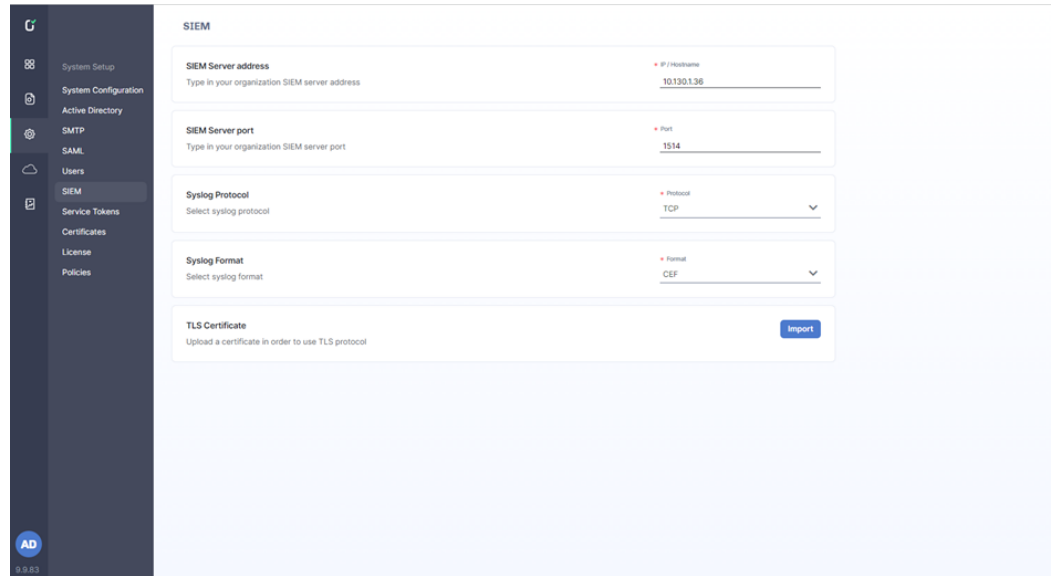 SIEM
System Setup
System Configuration
Active Directory
SMTP
SAML
Users
SIEM
Service Tokens
Certificates
License
Policies
AD
9.9.83
SIEM Server address
Type in your organization SIEM server address
* IP / Hostname
10.130.1.36
SIEM Server port
Type in your organization SIEM server port
* Port
1514
Syslog Protocol
Select syslog protocol
* Protocol
TCP
Syslog Format
Select syslog format
* Format
CEF
TLS Certificate
Upload a certificate in order to use TLS protocol
Import